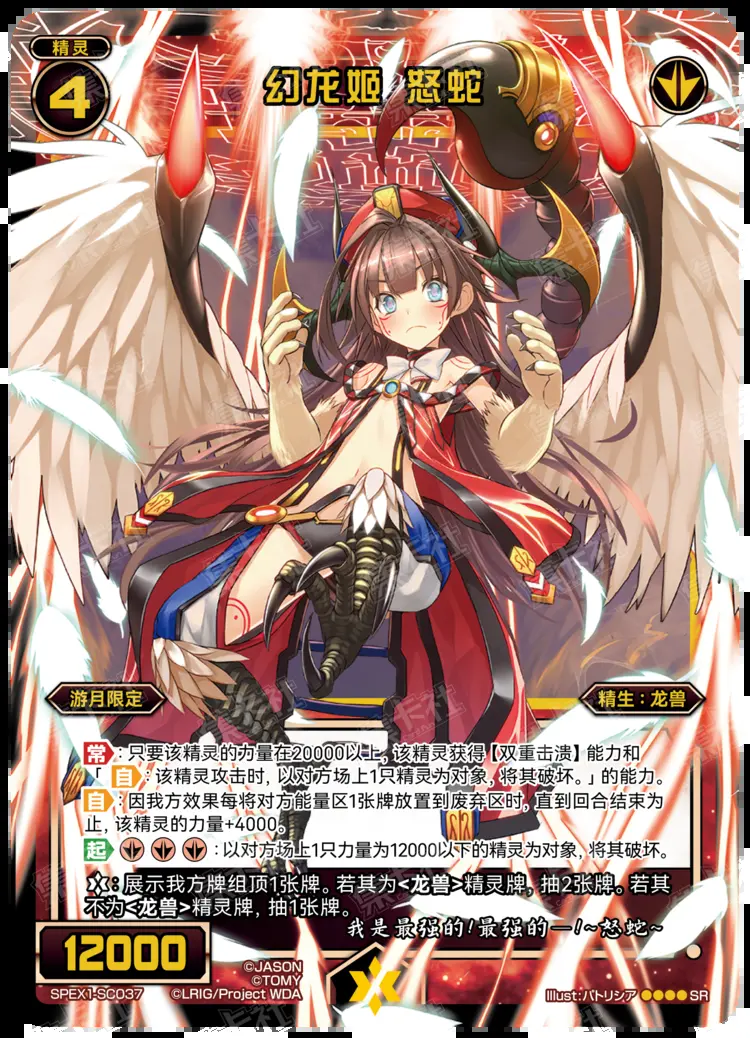 精灵
4
幻龙姬 怒蛇
游月限定
精生：龙兽
常：只要该精灵的力量在20000以上，该精灵获得【双重击溃】能力和
「自：该精灵攻击时，以对方场上1只精灵为对象，将其破坏。」的能力。
自：因我方效果每将对方能量区1张牌放置到废弃区时，直到回合结束为
止，该精灵的力量+4000。
起：以对方场上1只力量为12000以下的精灵为对象，将其破坏。
：展示我方牌组顶1张牌。若其为<龙兽>精灵牌，抽2张牌。若其
不为<龙兽>精灵牌，抽1张牌。
我是最强的！最强的—！~怒蛇~
12000
©JASON
©TOMY
SPEX1-SC037 ©LRIG/Project WDA
Illust:パトリシア SR
集卡社